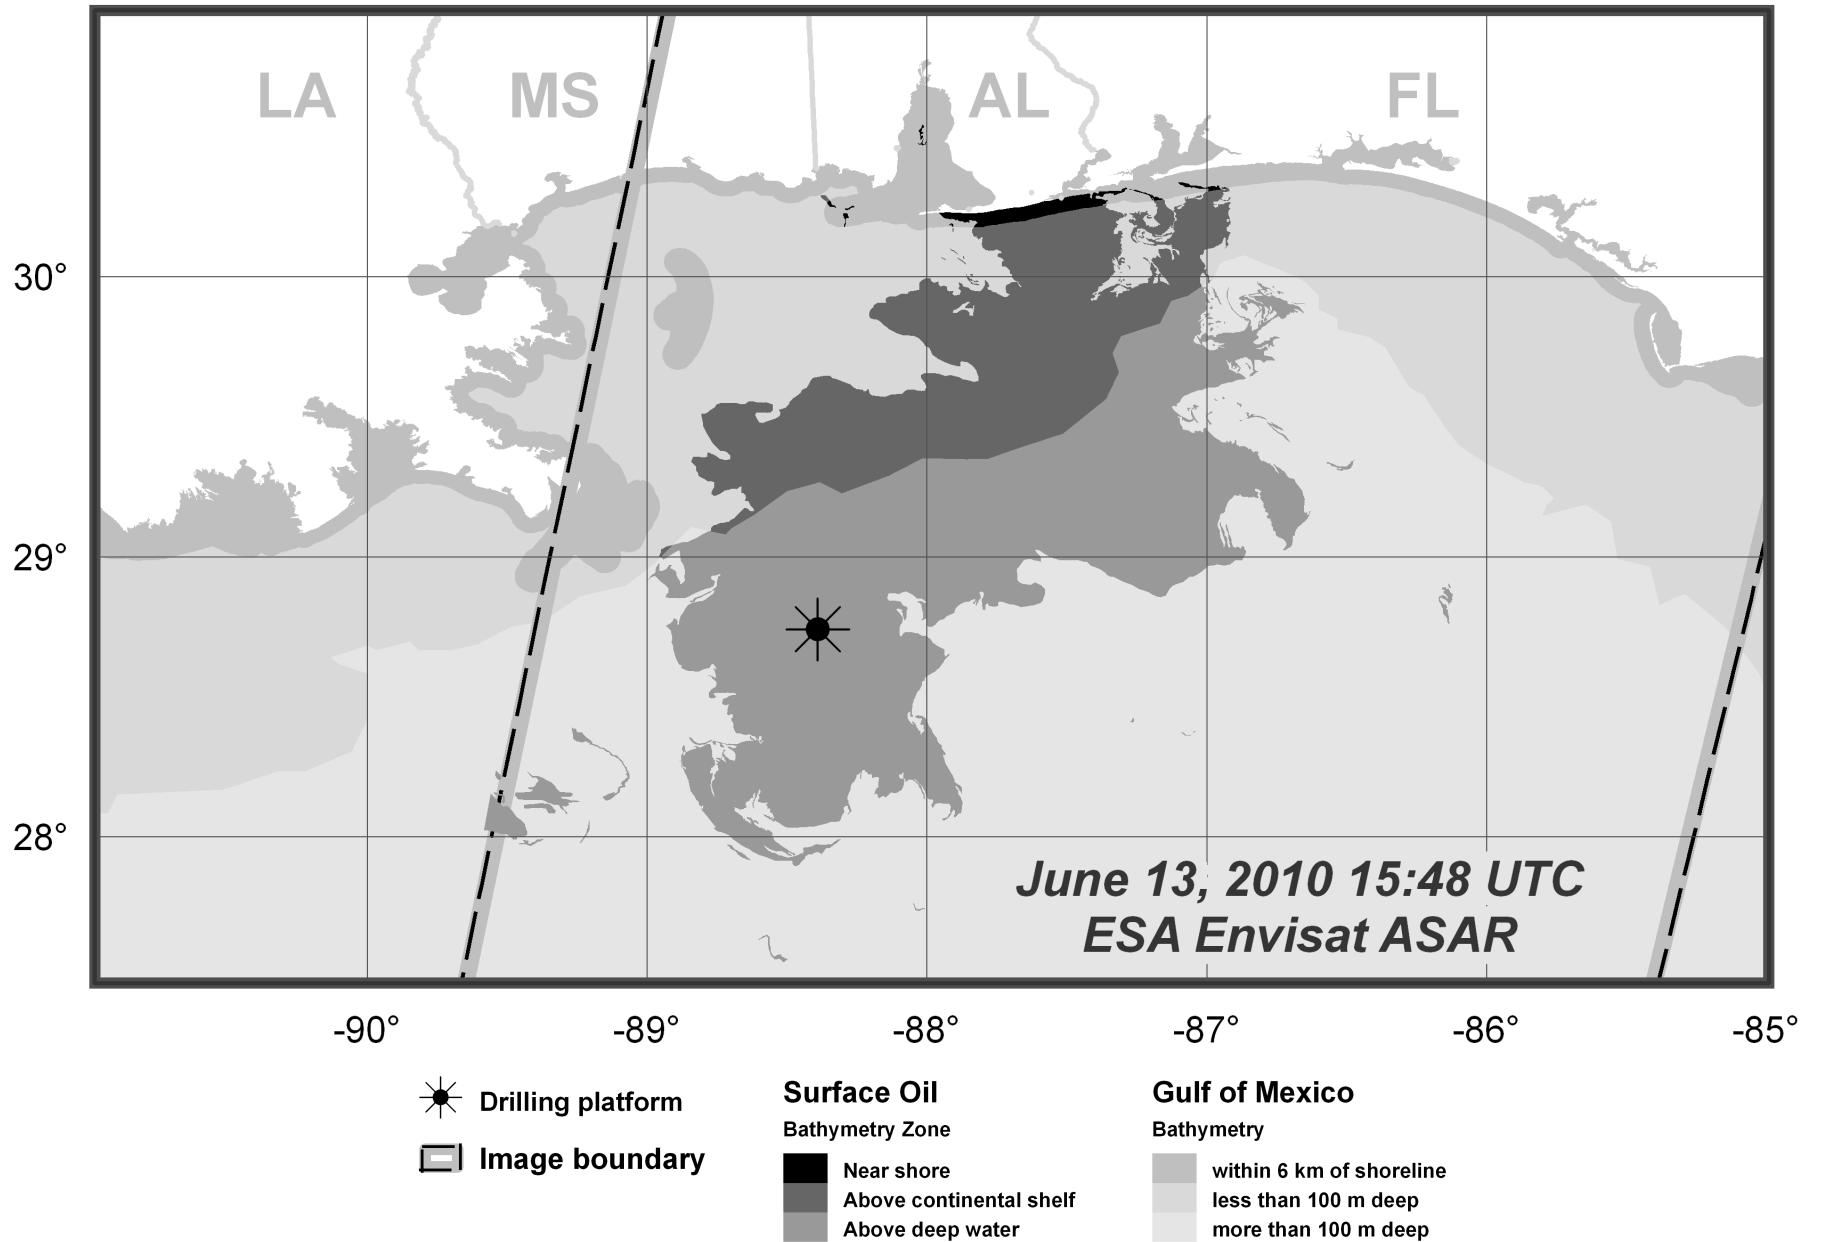 LA MS AL FL
30°
29°
28°
June 13, 2010 15:48 UTC
ESA Envisat ASAR
-90° -89° -88° -87° -86° -85°
Drilling platform
Image boundary
Surface Oil
Bathymetry Zone
Near shore
Above continental shelf
Above deep water
Gulf of Mexico
Bathymetry
within 6 km of shoreline
less than 100 m deep
more than 100 m deep